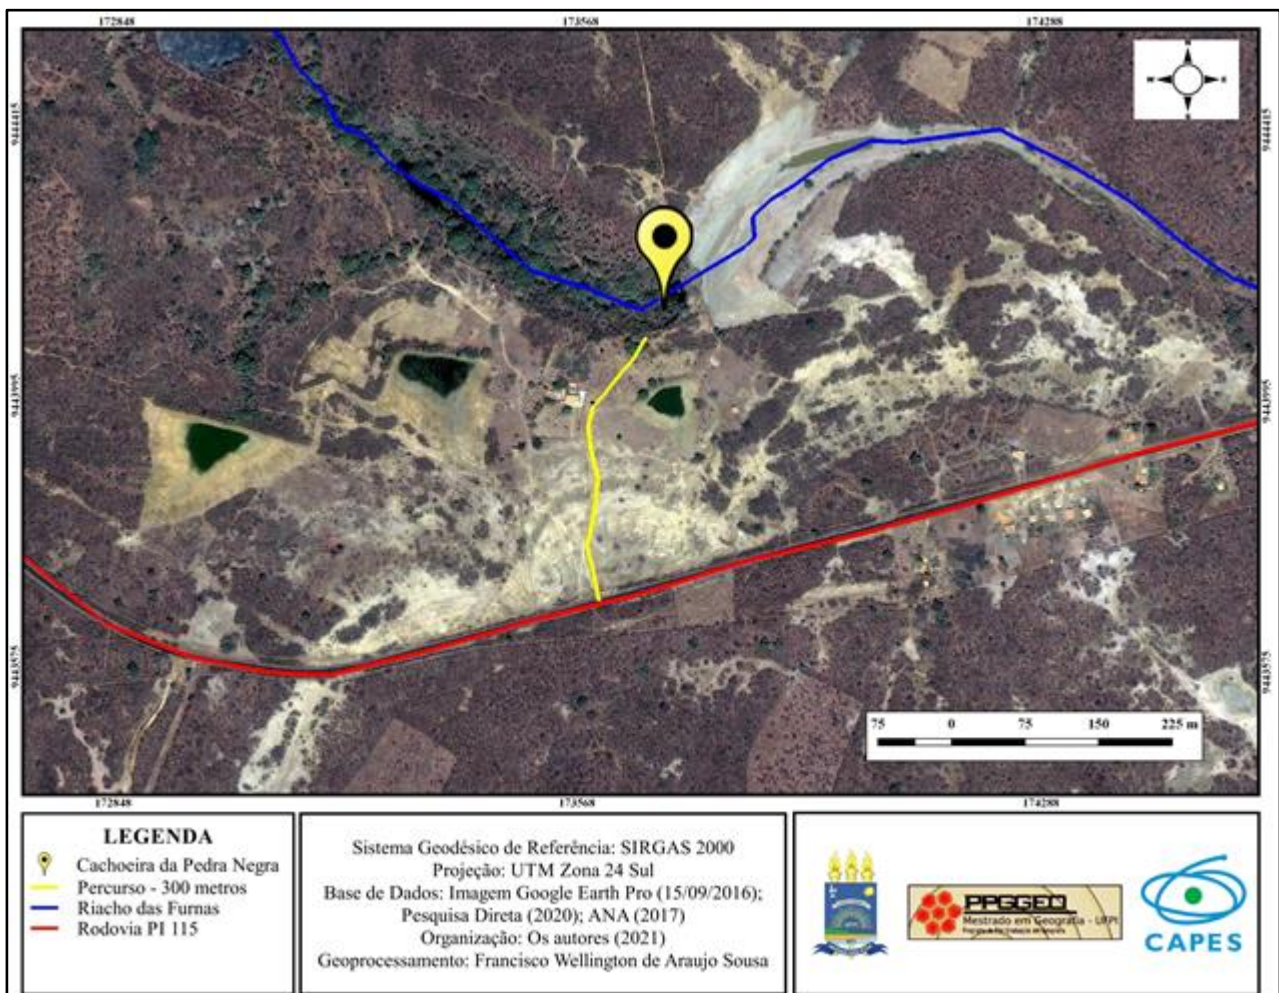 172848 173568 174288
N
W E
S
9444415 9444415
9443995 9443995
9443575 9443575
75 0 75 150 225 m
172848 173568 174288
LEGENDA
Cachoeira da Pedra Negra
Percurso - 300 metros
Riacho das Furnas
Rodovia PI 115
Sistema Geodésico de Referência: SIRGAS 2000
Projeção: UTM Zona 24 Sul
Base de Dados: Imagem Google Earth Pro (15/09/2016);
Pesquisa Direta (2020); ANA (2017)
Organização: Os autores (2021)
Geoprocessamento: Francisco Wellington de Araujo Sousa
PPGGEO
Mestrado em Geografia - UFPI
CAPES